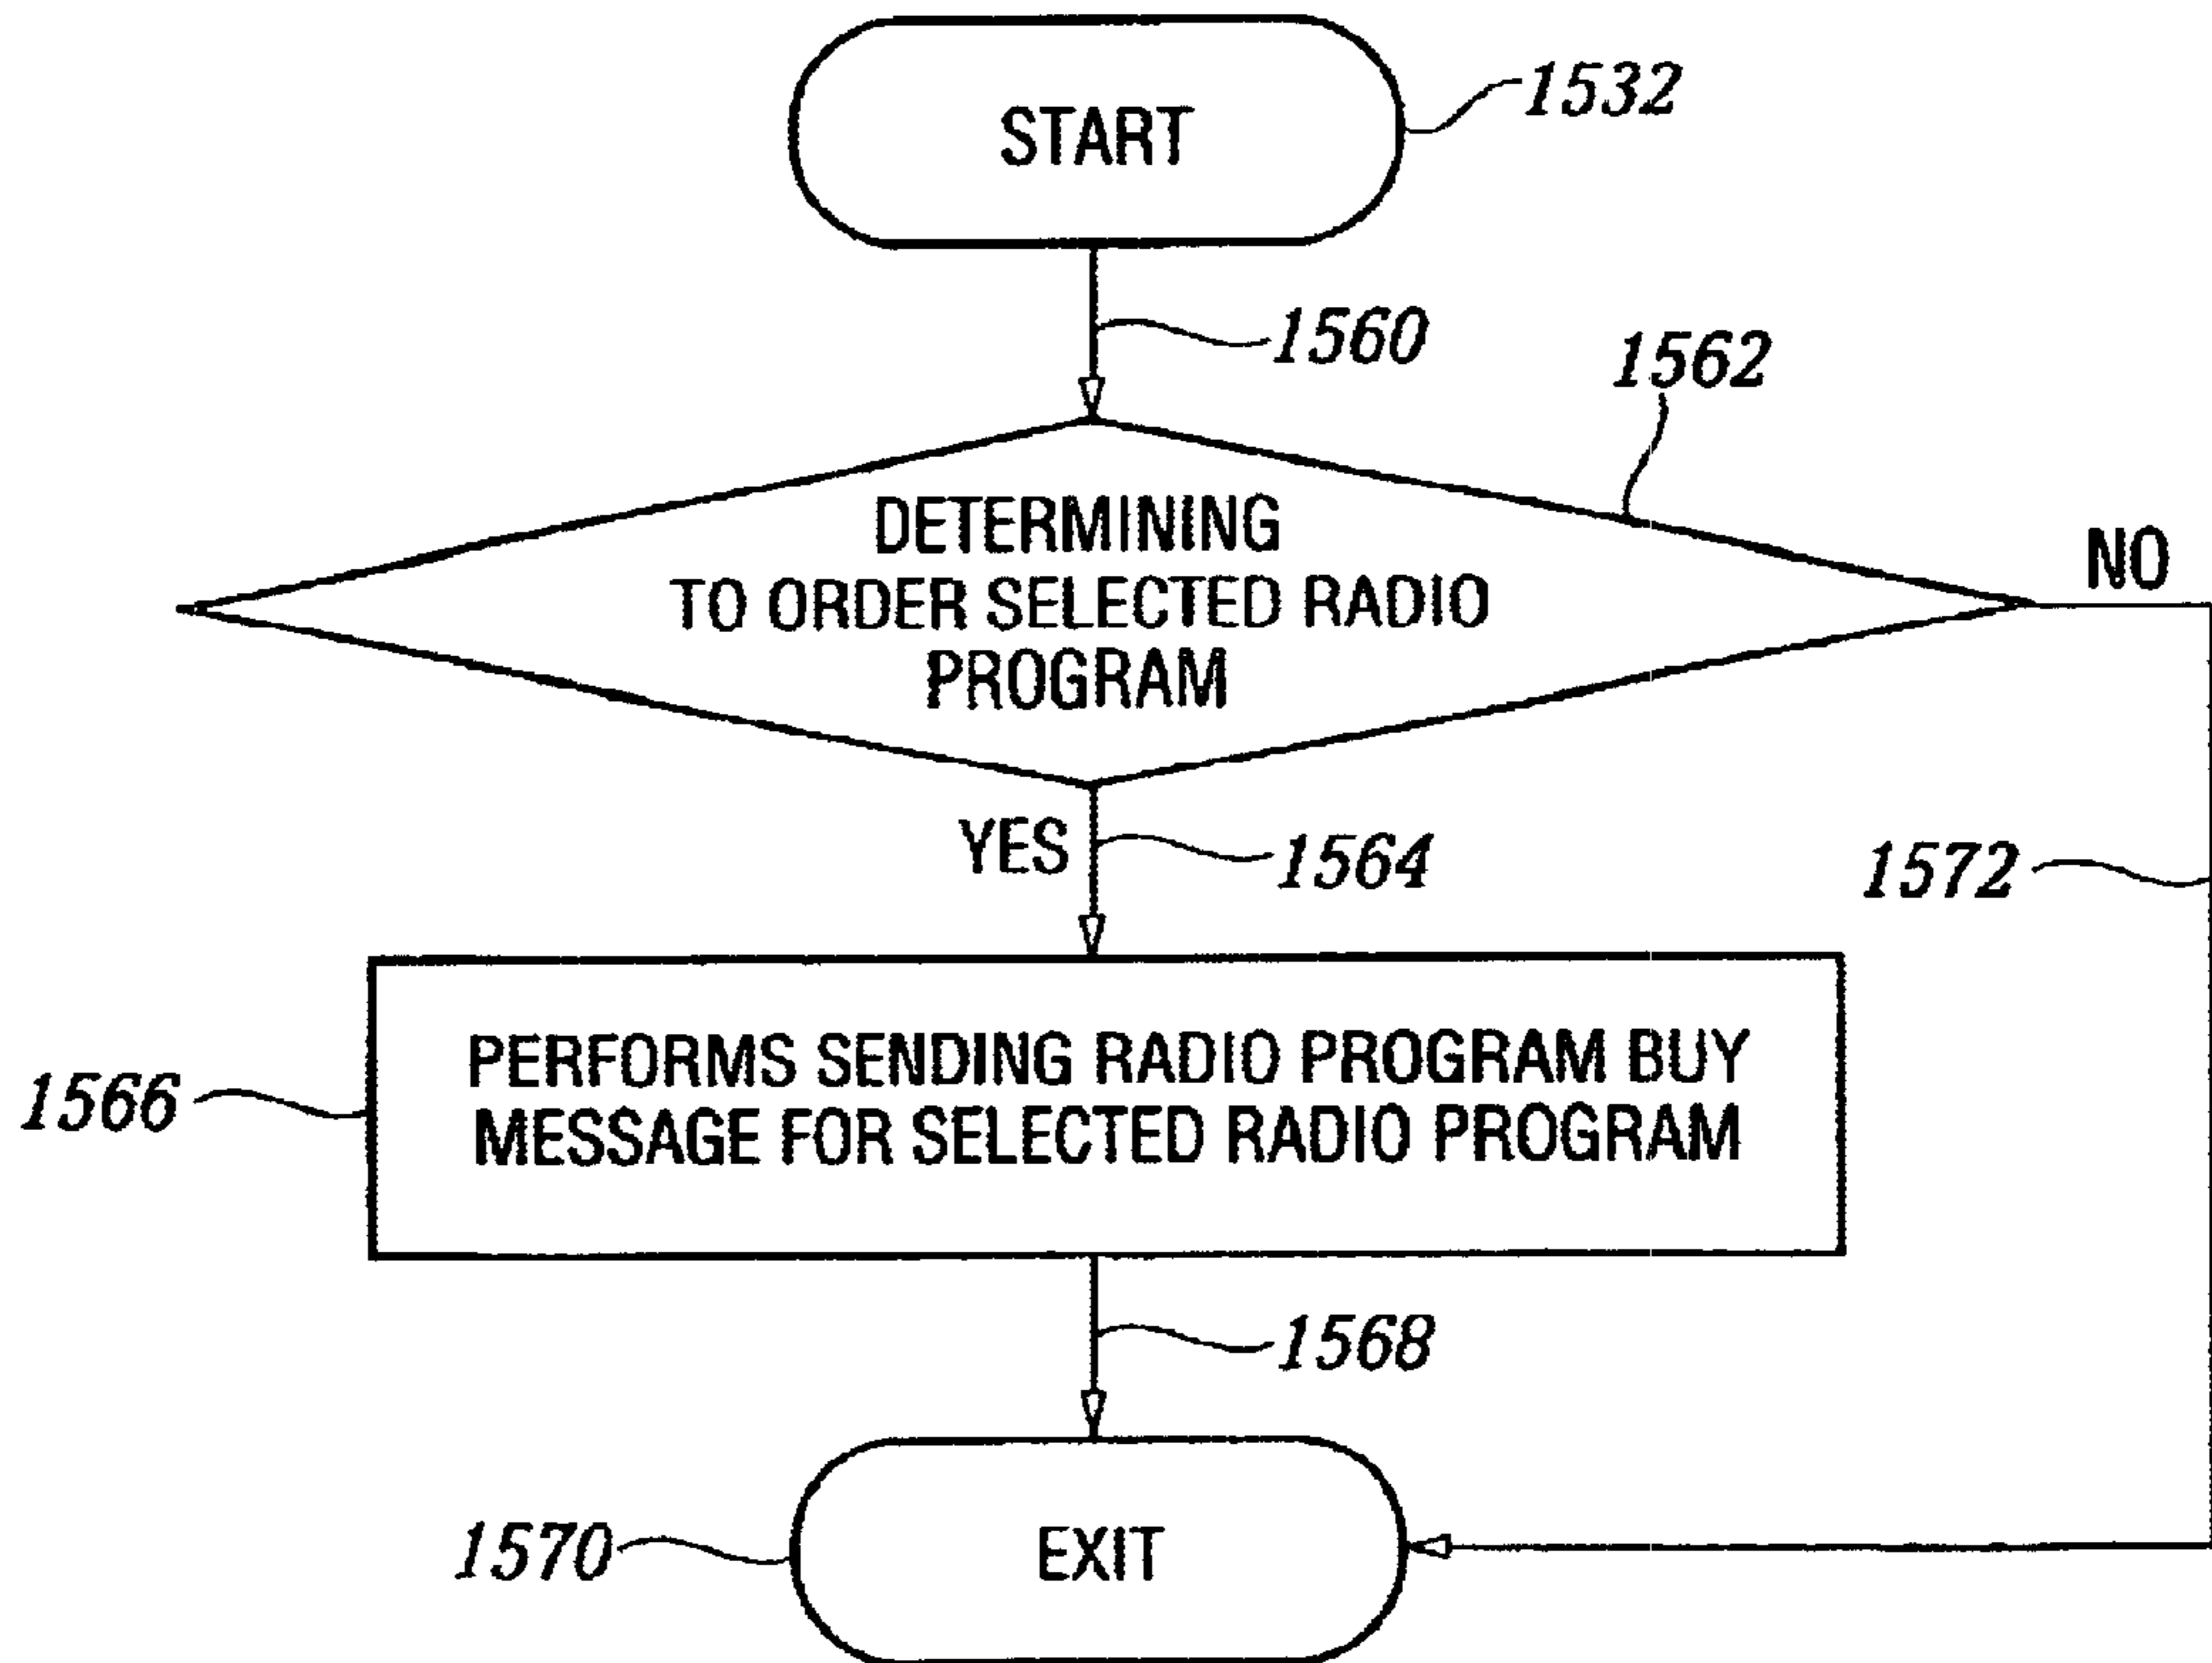 START
1532
1560
1562
DETERMINING
TO ORDER SELECTED RADIO
PROGRAM
NO
YES
1564
1572
PERFORMS SENDING RADIO PROGRAM BUY
MESSAGE FOR SELECTED RADIO PROGRAM
1566
1568
1570
EXIT